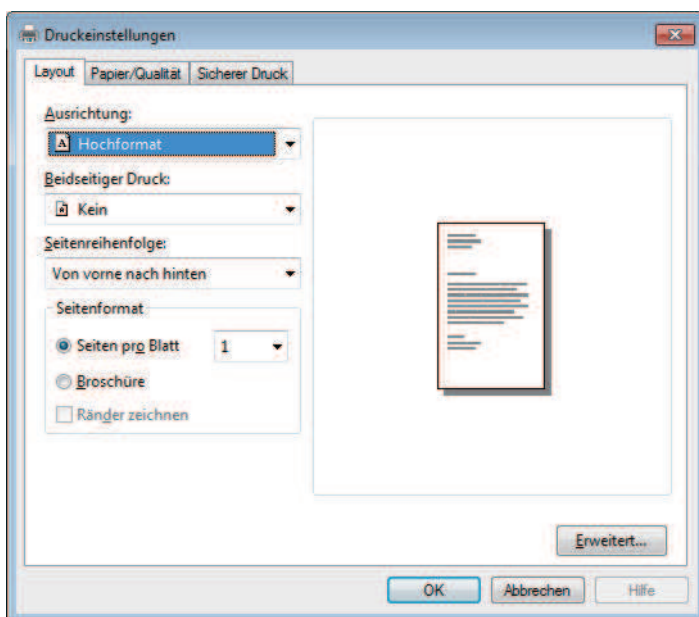 Druckeinstellungen
Layout Papier/Qualität Sicherer Druck
Ausrichtung:
A Hochformat
Beidseitiger Druck:
Kein
Seitenreihenfolge:
Von vorne nach hinten
Seitenformat
Seiten pro Blatt 1
Broschüre
Ränder zeichnen
Erweitert...
OK Abbrechen Hilfe